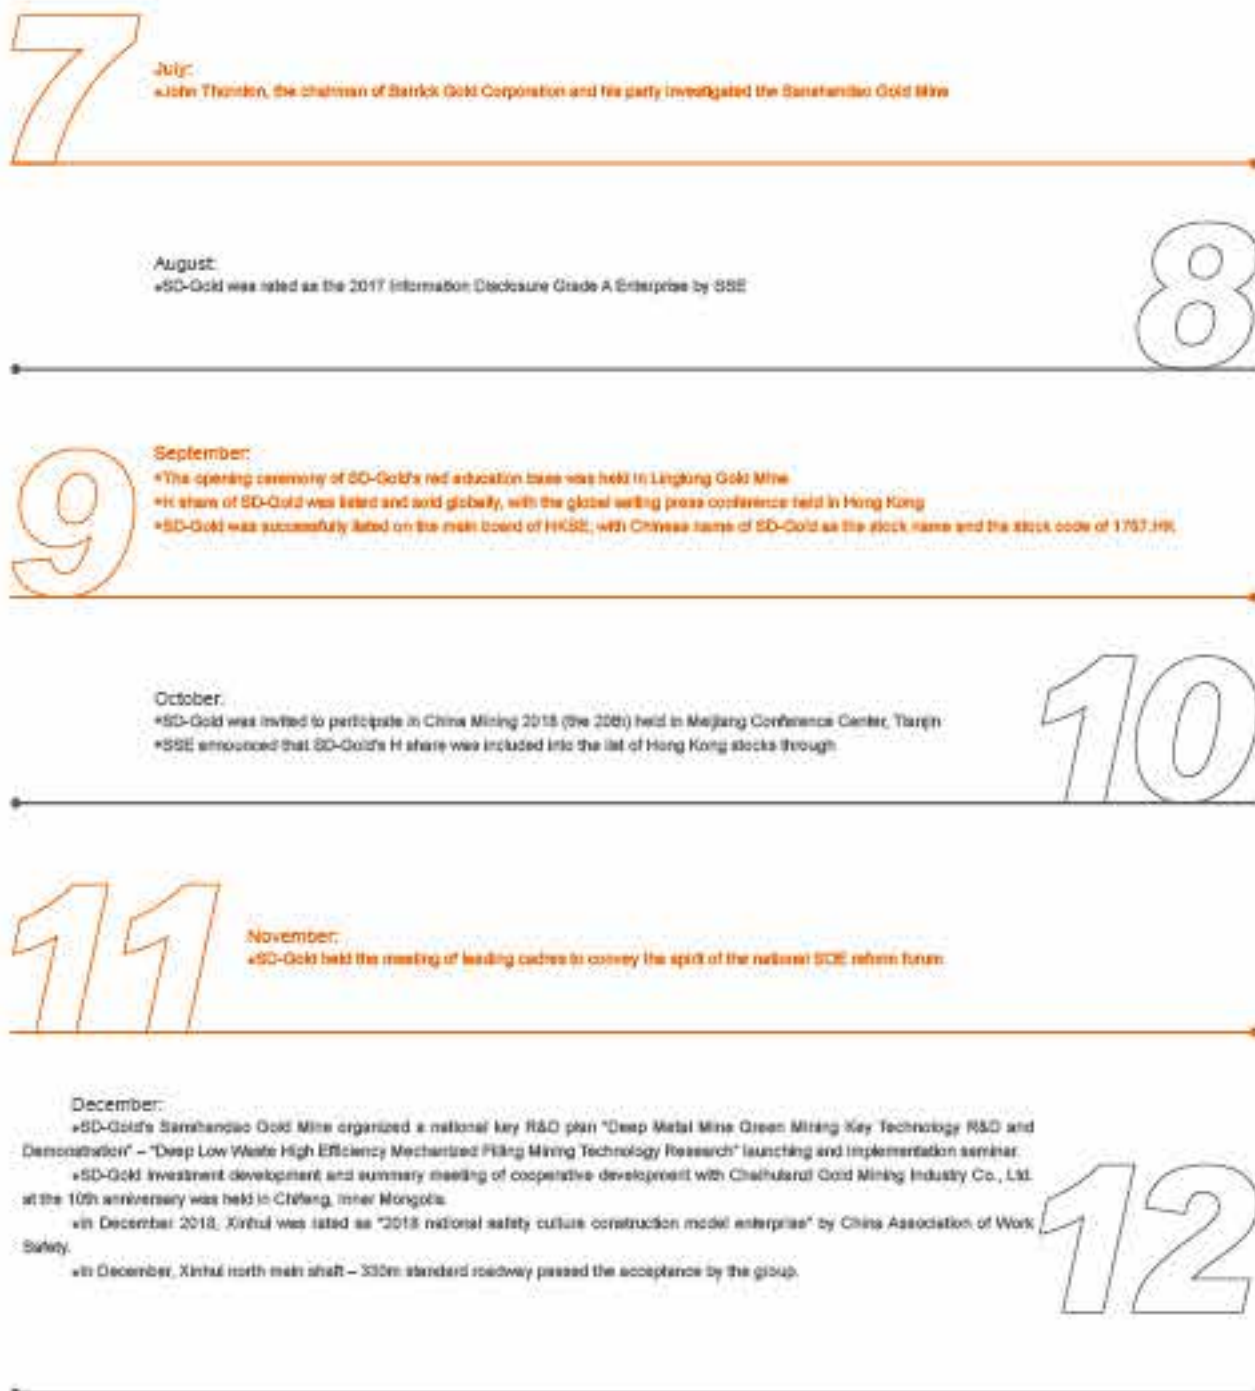 7
July:
•John Thornton, the chairman of Barrick Gold Corporation and his party investigated the Sanshandao Gold Mine
8
August:
•SD-Gold was rated as the 2017 Information Disclosure Grade A Enterprise by SSE
9
September:
•The opening ceremony of SD-Gold's red education base was held in Linglong Gold Mine
•H share of SD-Gold was listed and sold globally, with the global selling press conference held in Hong Kong
•SD-Gold was successfully listed on the main board of HKSE, with Chinese name of SD-Gold as the stock name and the stock code of 1787.HK
10
October:
•SD-Gold was invited to participate in China Mining 2018 (the 20th) held in Meijiang Conference Center, Tianjin
•SSE announced that SD-Gold's H share was included into the list of Hong Kong stocks through
11
November:
•SD-Gold held the meeting of leading cadres to convey the spirit of the national SOE reform forum
12
December:
•SD-Gold's Sanshandao Gold Mine organized a national key R&D plan "Deep Metal Mine Green Mining Key Technology R&D and
Demonstration" – "Deep Low Waste High Efficiency Mechanized Filling Mining Technology Research" launching and implementation seminar.
•SD-Gold investment development and summery meeting of cooperative development with Chaihulanzi Gold Mining Industry Co., Ltd.
at the 10th anniversary was held in Chifeng, Inner Mongolia.
•In December 2018, Xinhui was rated as "2018 national safety culture construction model enterprise" by China Association of Work
Safety.
•In December, Xinhui north main shaft – 330m standard roadway passed the acceptance by the group.